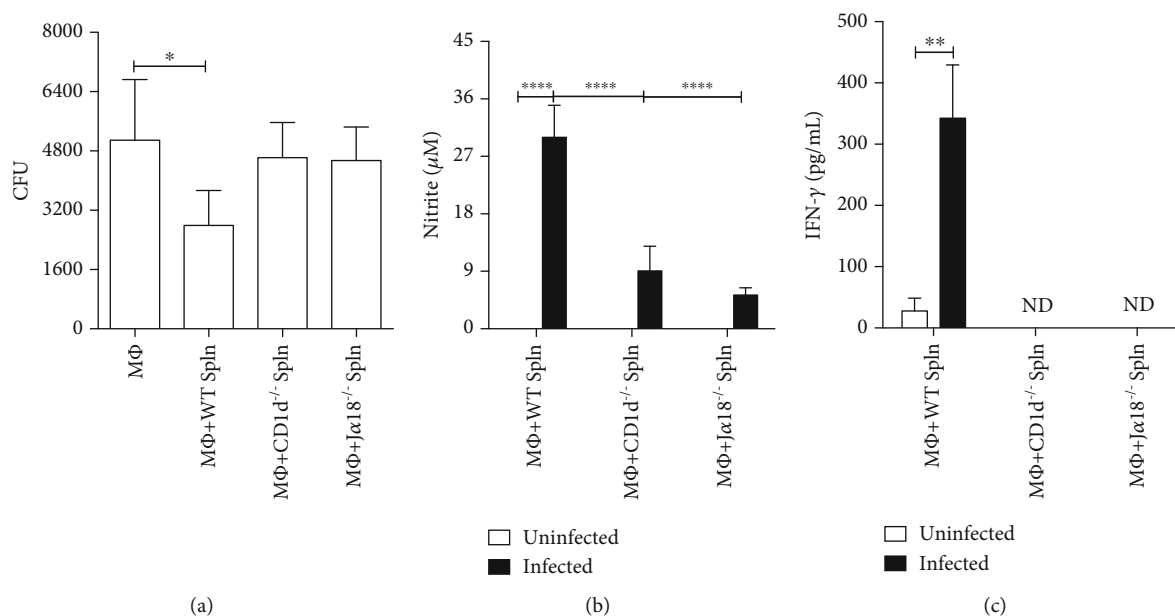 8000
6400
4800
3200
1600
0
CFU
*
MΦ
MΦ+WT Spln
MΦ+CD1d-/- Spln
MΦ+Jα18-/- Spln
(a)
45
36
27
18
9
0
Nitrite (μM)
**** **** ****
MΦ+WT Spln
MΦ+CD1d-/- Spln
MΦ+Jα18-/- Spln
Uninfected
Infected
(b)
500
400
300
200
100
0
IFN-γ (pg/mL)
**
ND ND
MΦ+WT Spln
MΦ+CD1d-/- Spln
MΦ+Jα18-/- Spln
Uninfected
Infected
(c)